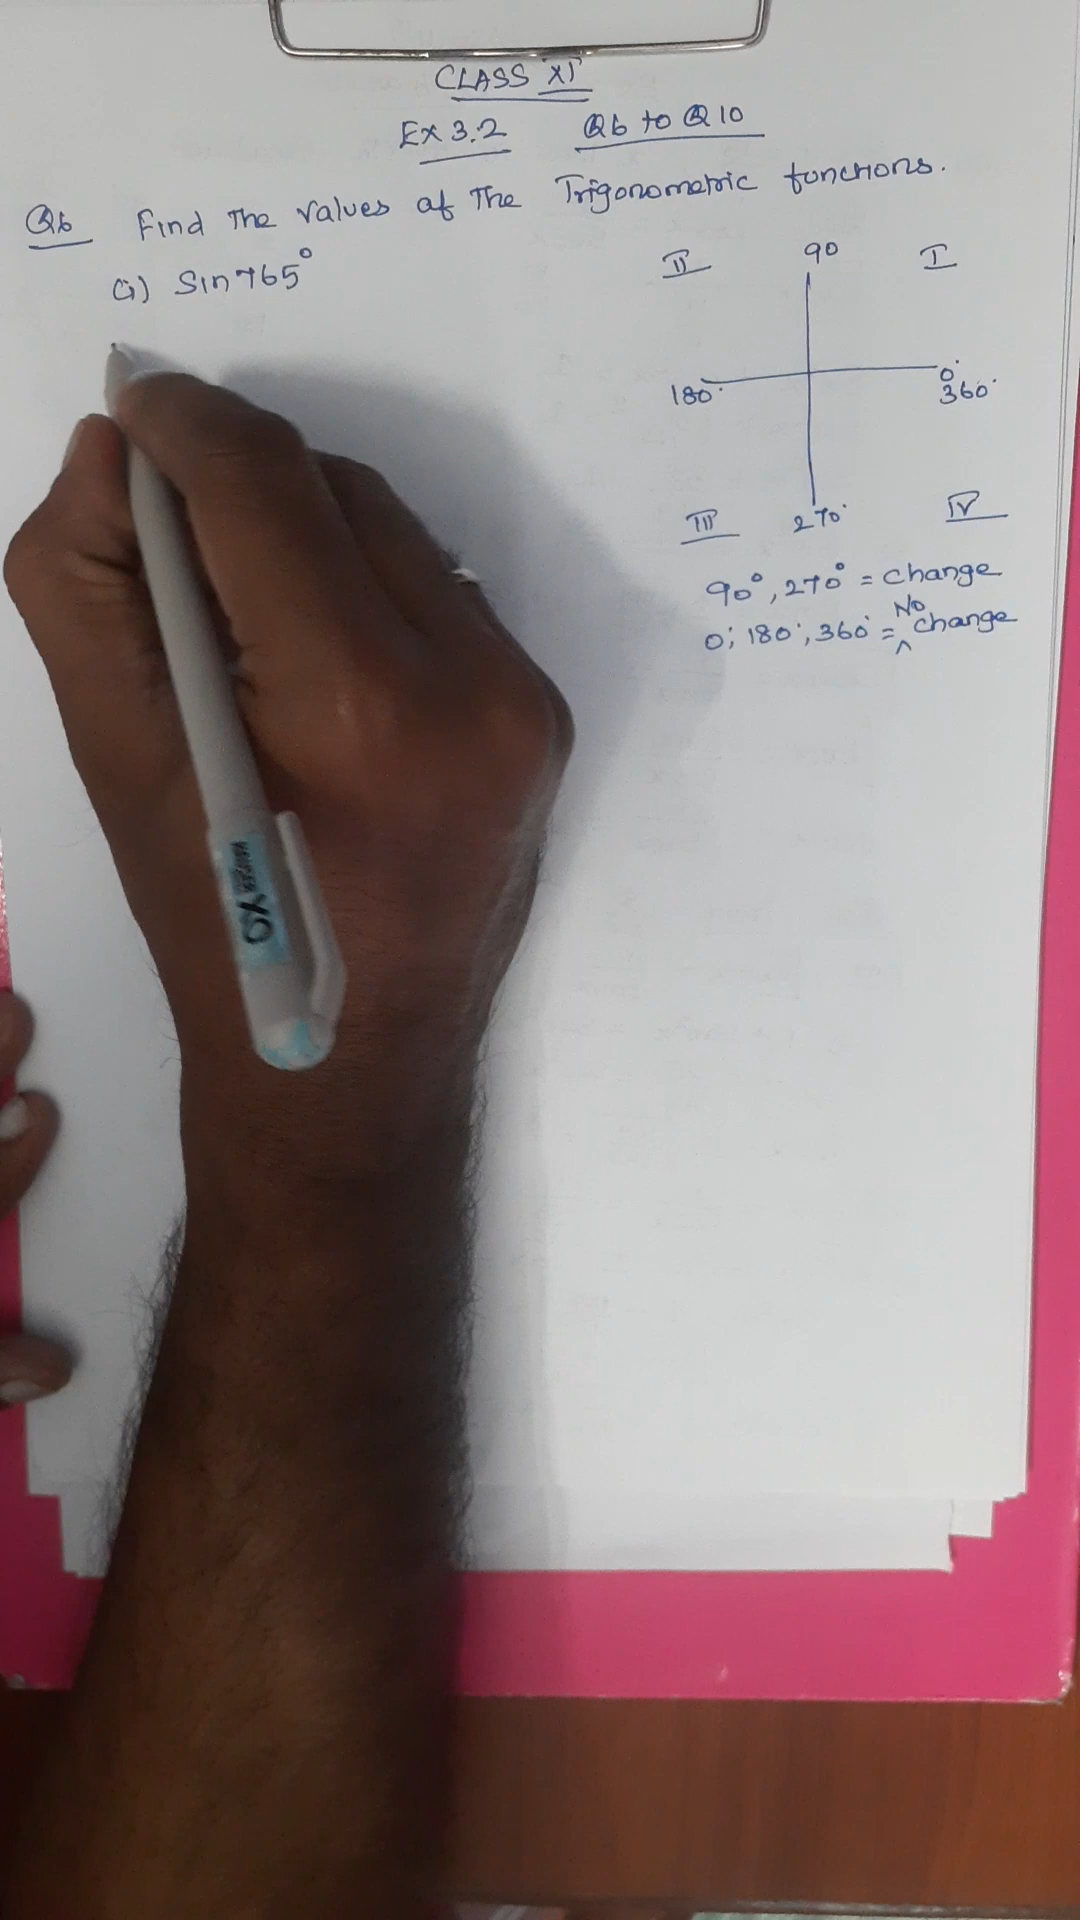 CLASS XI
Ex 3.2 Q6 to Q10
Q6 Find The values of The Trigonometric functions.
(i) Sin 765°
II 90 I
180° 0° 360°
III 270° IV
90°, 270° = change
0°, 180°, 360° = No change
YO